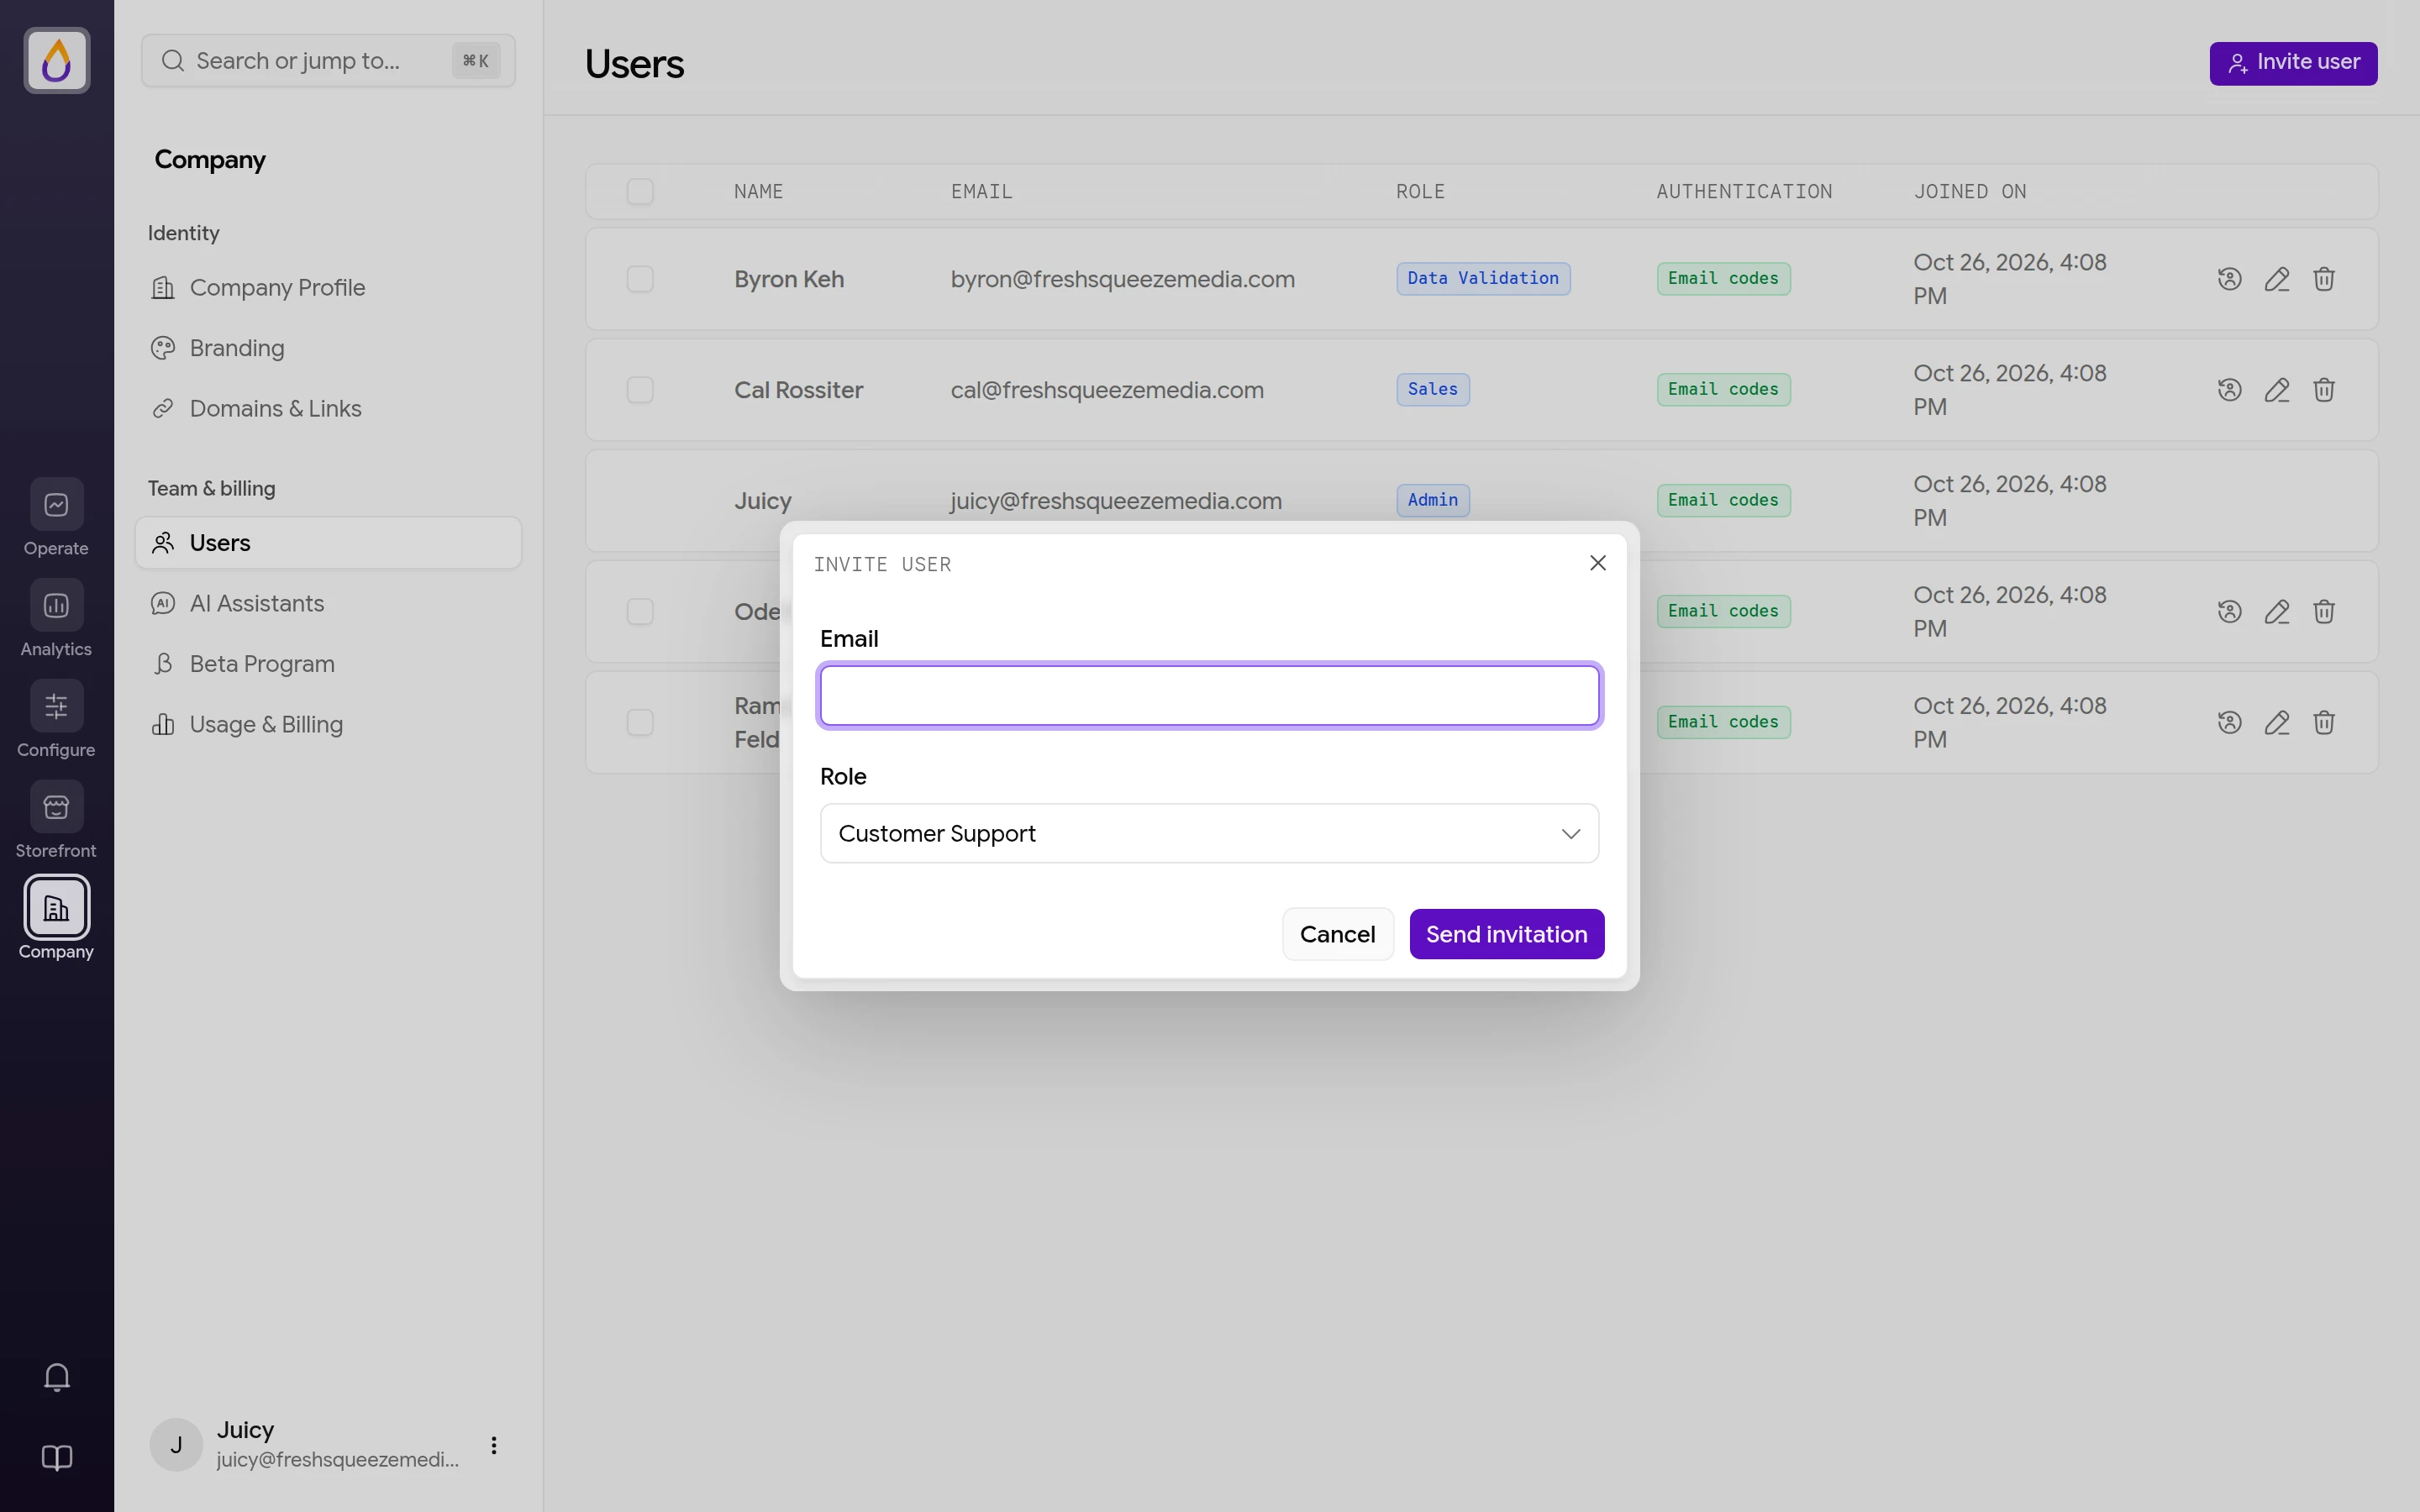 Search or jump to...
⌘K
Company
Identity
Company Profile
Branding
Domains & Links
Team & billing
Users
AI Assistants
Beta Program
Usage & Billing
Operate
Analytics
Configure
Storefront
Company
J
Juicy
juicy@freshsqueezemedi...
Users
Invite user
NAME EMAIL ROLE AUTHENTICATION JOINED ON
Byron Keh byron@freshsqueezemedia.com Data Validation Email codes Oct 26, 2026, 4:08
PM
Cal Rossiter cal@freshsqueezemedia.com Sales Email codes Oct 26, 2026, 4:08
PM
Juicy juicy@freshsqueezemedia.com Admin Email codes Oct 26, 2026, 4:08
PM
Email codes Oct 26, 2026, 4:08
PM
Email codes Oct 26, 2026, 4:08
PM
INVITE USER
Email
Role
Customer Support
Cancel
Send invitation